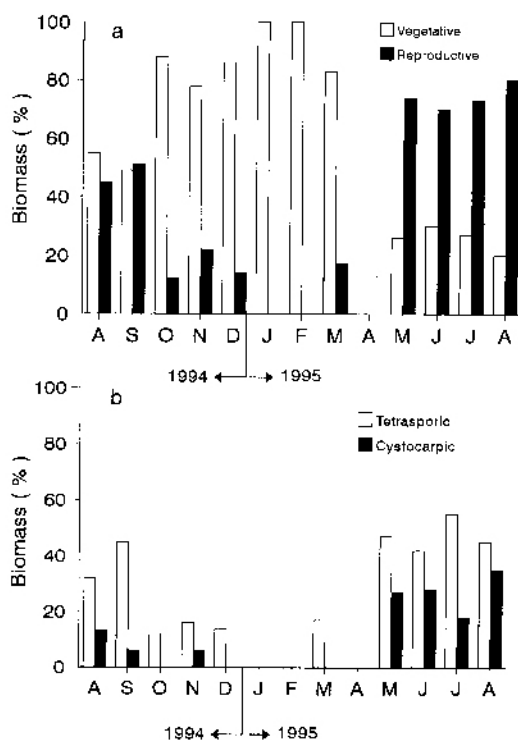 a
Vegetative
Reproductive
100
80
60
40
20
0
Biomass ( % )
A S O N D J F M A M J J A
1994 1995
b
Tetrasporic
Cystocarpic
100
80
60
40
20
0
Biomass ( % )
A S O N D J F M A M J J A
1994 1995